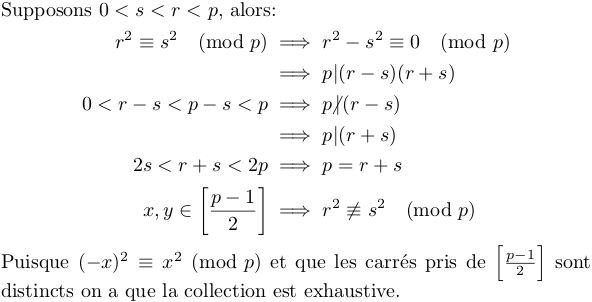 Supposons 0 < s < r < p, alors:
r² ≡ s² (mod p) ⟹ r² − s² ≡ 0 (mod p)
⟹ p|(r − s)(r + s)
0 < r − s < p − s < p ⟹ p∤(r − s)
⟹ p|(r + s)
2s < r + s < 2p ⟹ p = r + s
x, y ∈ [(p − 1)/2] ⟹ r² ≢ s² (mod p)
Puisque (−x)² ≡ x² (mod p) et que les carrés pris de [(p−1)/2] sont
distincts on a que la collection est exhaustive.